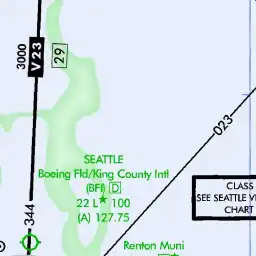 3000
V 23
29
023
SEATTLE
Boeing Fld/King County Intl
(BFI) D
22 L★ 100
(A) 127.75
344
CLASS
SEE SEATTLE
CHART
Renton Muni